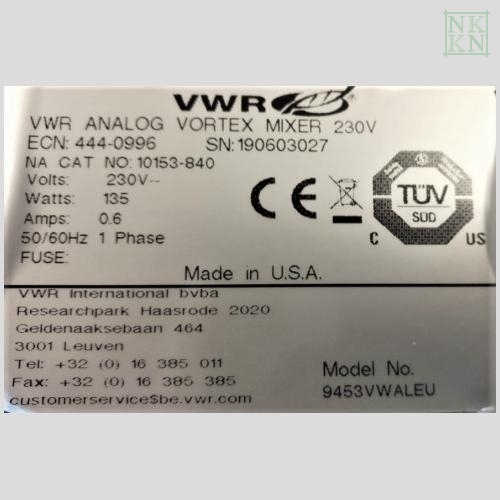 NK
KN
VWR
VWR ANALOG VORTEX MIXER 230V
ECN: 444-0996 SN:190603027
NA CAT NO: 10153-840
Volts: 230V~
Watts: 135
Amps: 0.6
50/60Hz 1 Phase
FUSE:
CE
TÜV
SÜD
C US
Made in U.S.A.
VWR International bvba
Researchpark Haasrode 2020
Geldenaaksebaan 464
3001 Leuven
Tel: +32 (0) 16 385 011
Fax: +32 (0) 16 385 385
customerservice$be.vwr.com
Model No.
9453VWALEU